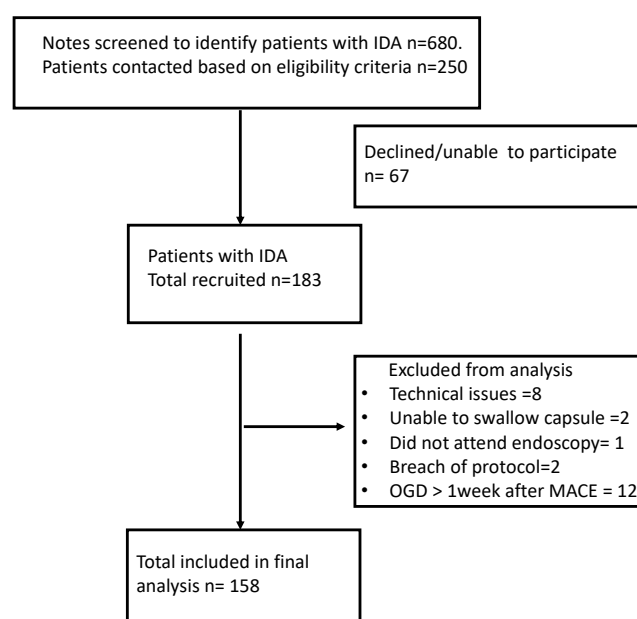 Notes screened to identify patients with IDA n=680.
Patients contacted based on eligibility criteria n=250
Declined/unable to participate
n= 67
Patients with IDA
Total recruited n=183
Excluded from analysis
• Technical issues =8
• Unable to swallow capsule =2
• Did not attend endoscopy= 1
• Breach of protocol=2
• OGD > 1week after MACE = 12
Total included in final
analysis n= 158